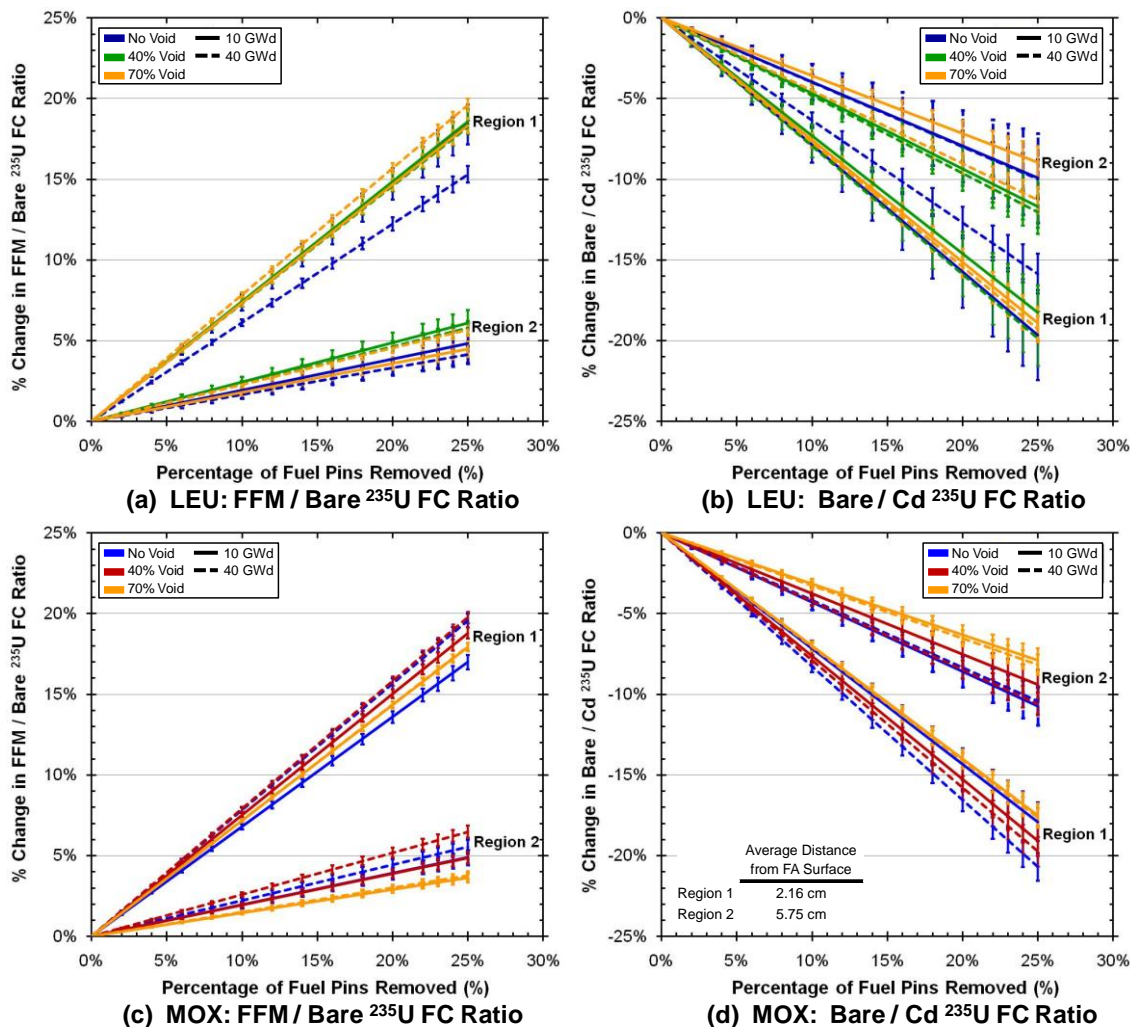 25%
20%
15%
10%
5%
0%
0% 5% 10% 15% 20% 25% 30%
% Change in FFM / Bare ²³⁵U FC Ratio
No Void 10 GWd
40% Void 40 GWd
70% Void
Region 1
Region 2
Percentage of Fuel Pins Removed (%)
(a) LEU: FFM / Bare ²³⁵U FC Ratio
0%
-5%
-10%
-15%
-20%
-25%
0% 5% 10% 15% 20% 25% 30%
% Change in Bare / Cd ²³⁵U FC Ratio
No Void 10 GWd
40% Void 40 GWd
70% Void
Region 2
Region 1
Percentage of Fuel Pins Removed (%)
(b) LEU: Bare / Cd ²³⁵U FC Ratio
25%
20%
15%
10%
5%
0%
0% 5% 10% 15% 20% 25% 30%
% Change in FFM / Bare ²³⁵U FC Ratio
No Void 10 GWd
40% Void 40 GWd
70% Void
Region 1
Region 2
Percentage of Fuel Pins Removed (%)
(c) MOX: FFM / Bare ²³⁵U FC Ratio
0%
-5%
-10%
-15%
-20%
-25%
0% 5% 10% 15% 20% 25% 30%
% Change in Bare / Cd ²³⁵U FC Ratio
No Void 10 GWd
40% Void 40 GWd
70% Void
Region 2
Region 1
Average Distance
from FA Surface
Region 1 2.16 cm
Region 2 5.75 cm
Percentage of Fuel Pins Removed (%)
(d) MOX: Bare / Cd ²³⁵U FC Ratio